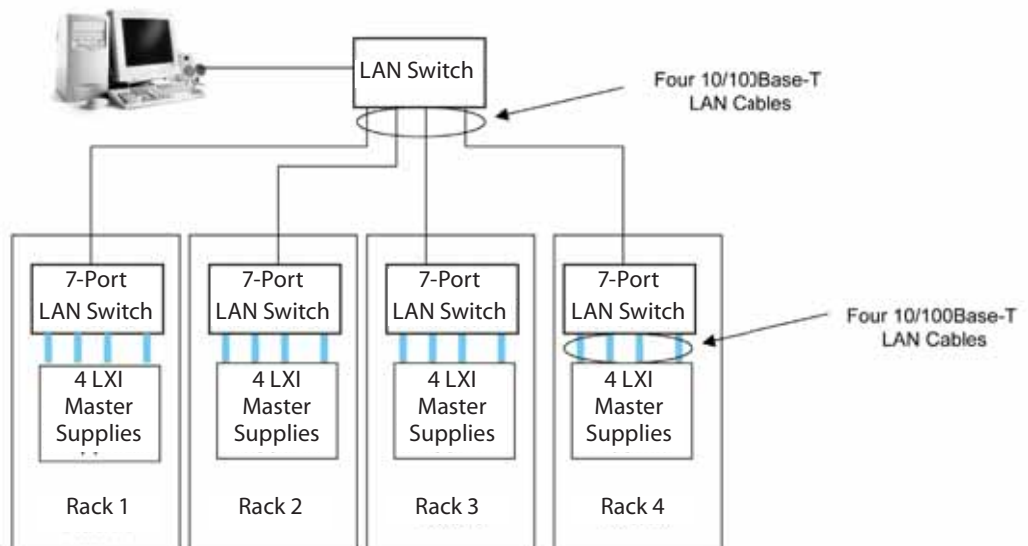 LAN Switch
Four 10/100Base-T
LAN Cables
7-Port
LAN Switch
4 LXI
Master
Supplies
Rack 1
7-Port
LAN Switch
4 LXI
Master
Supplies
Rack 2
7-Port
LAN Switch
4 LXI
Master
Supplies
Rack 3
7-Port
LAN Switch
4 LXI
Master
Supplies
Rack 4
Four 10/100Base-T
LAN Cables